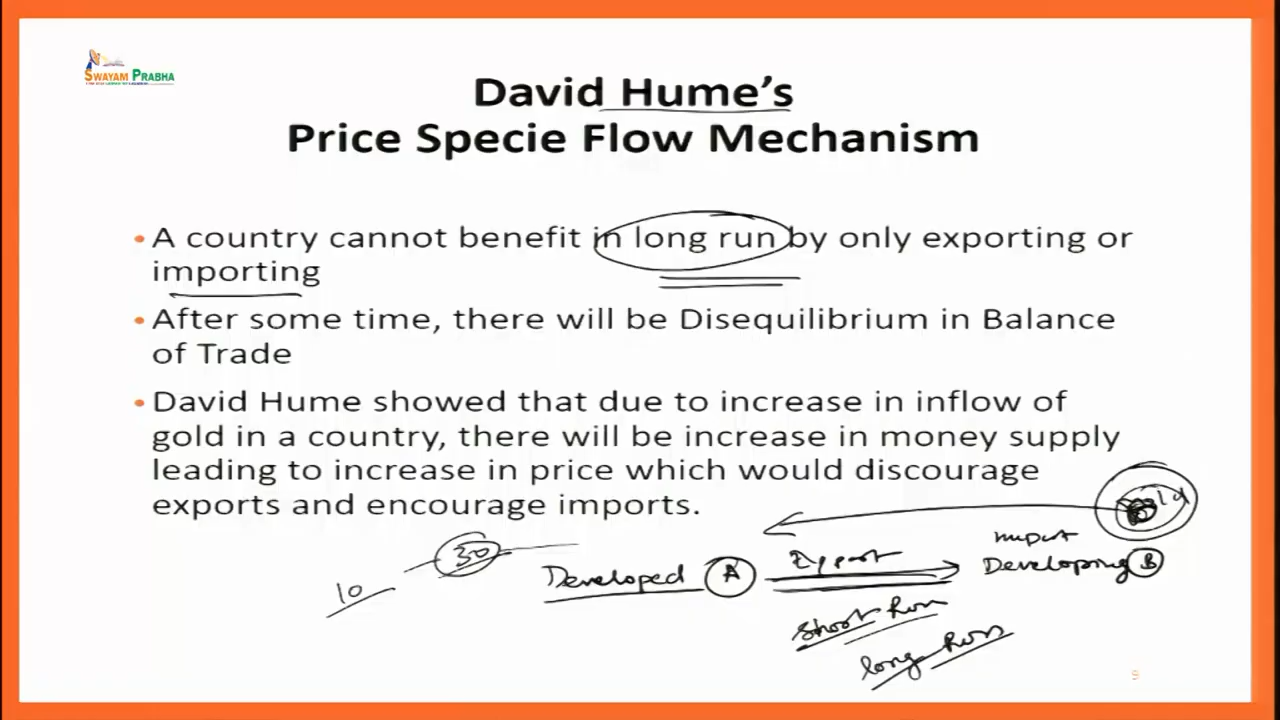 SWAYAM PRABHA
David Hume's
Price Specie Flow Mechanism
• A country cannot benefit in long run by only exporting or
importing
• After some time, there will be Disequilibrium in Balance
of Trade
• David Hume showed that due to increase in inflow of
gold in a country, there will be increase in money supply
leading to increase in price which would discourage
exports and encourage imports.
10
30
Developed A
Export
import
Developing B
Short Run
long Run
9